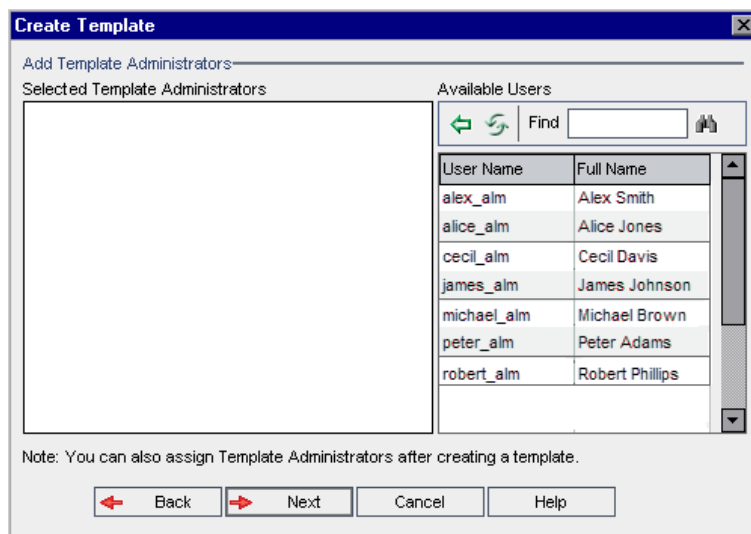 Create Template
Add Template Administrators
Selected Template Administrators
Available Users
Find
User Name Full Name
alex_alm Alex Smith
alice_alm Alice Jones
cecil_alm Cecil Davis
james_alm James Johnson
michael_alm Michael Brown
peter_alm Peter Adams
robert_alm Robert Phillips
Note: You can also assign Template Administrators after creating a template.
Back Next Cancel Help